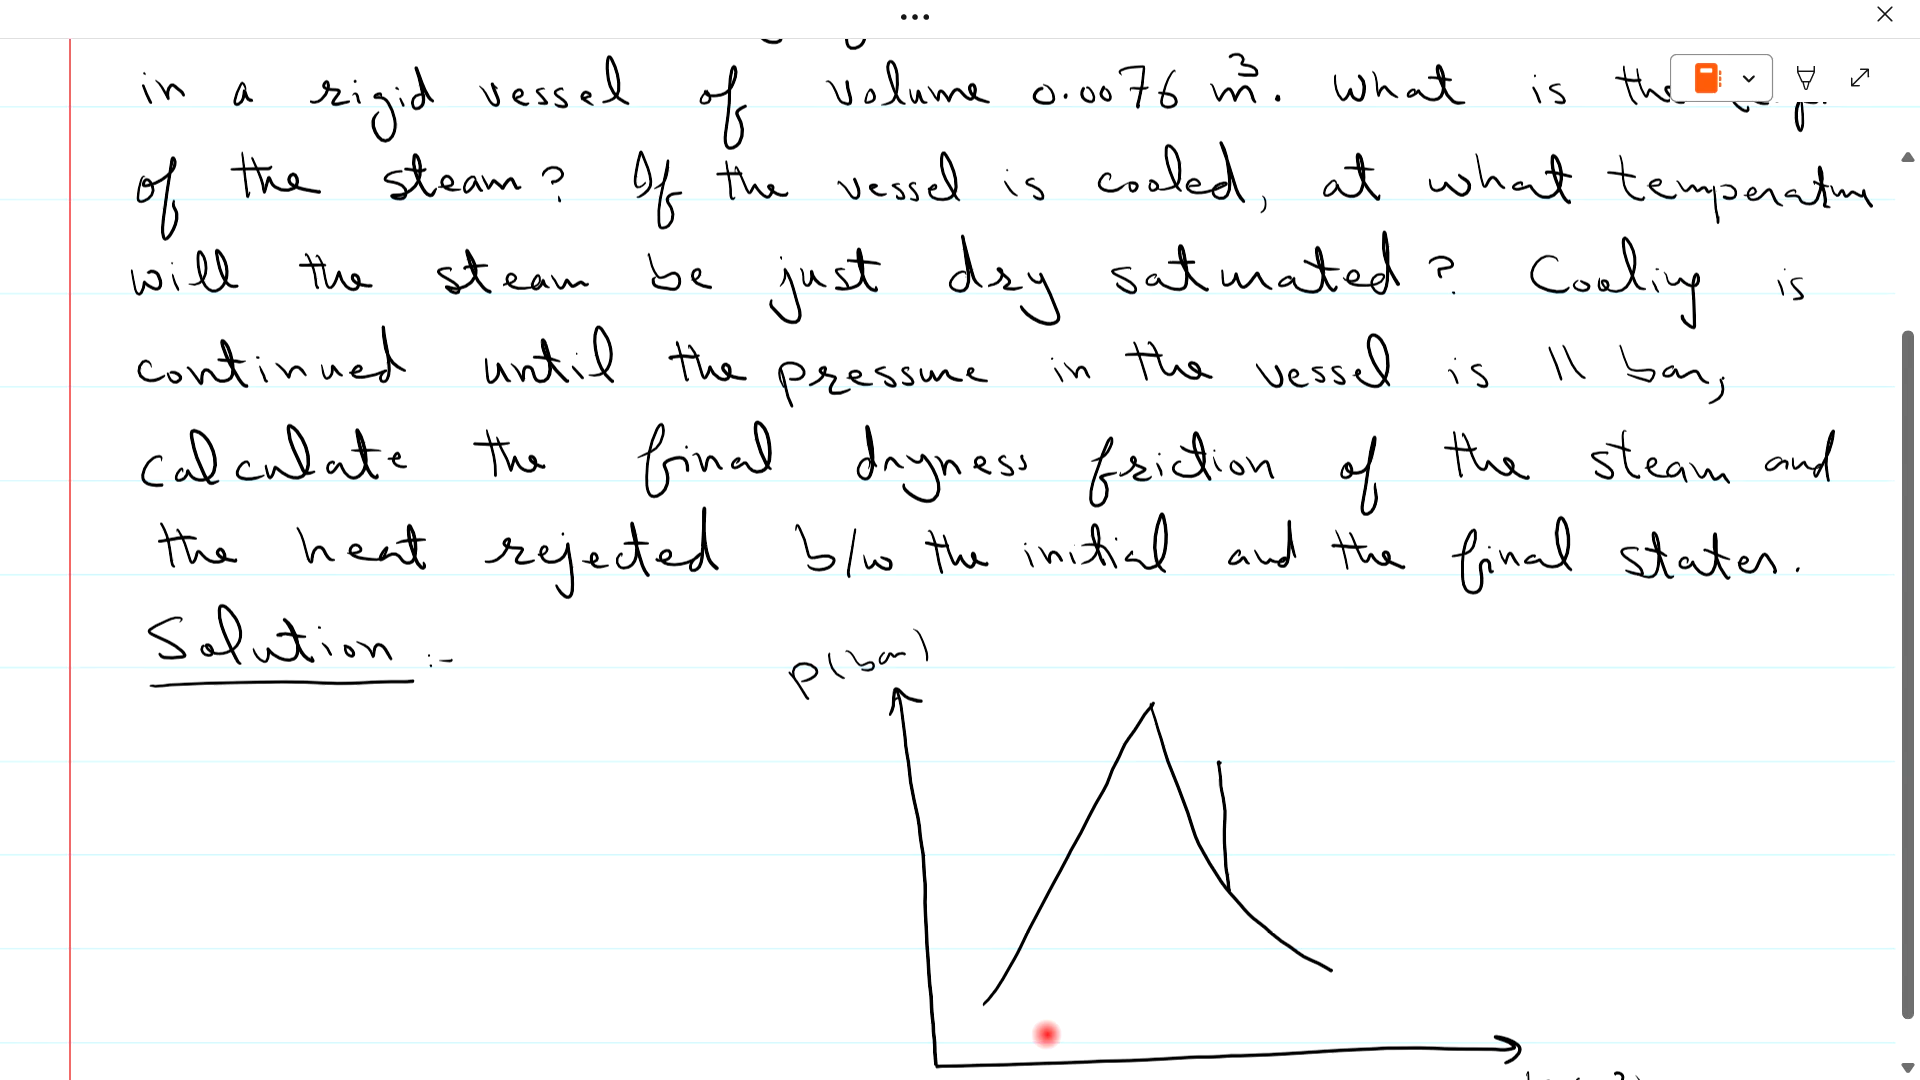 in a rigid vessel of volume 0.0076 m³. What is the
of the steam? If the vessel is cooled, at what temperature
will the steam be just dry saturated? Cooling is
continued until the pressure in the vessel is 11 bar,
calculate the final dryness friction of the steam and
the heat rejected b/w the initial and the final states.
Solution :-
p(bar)